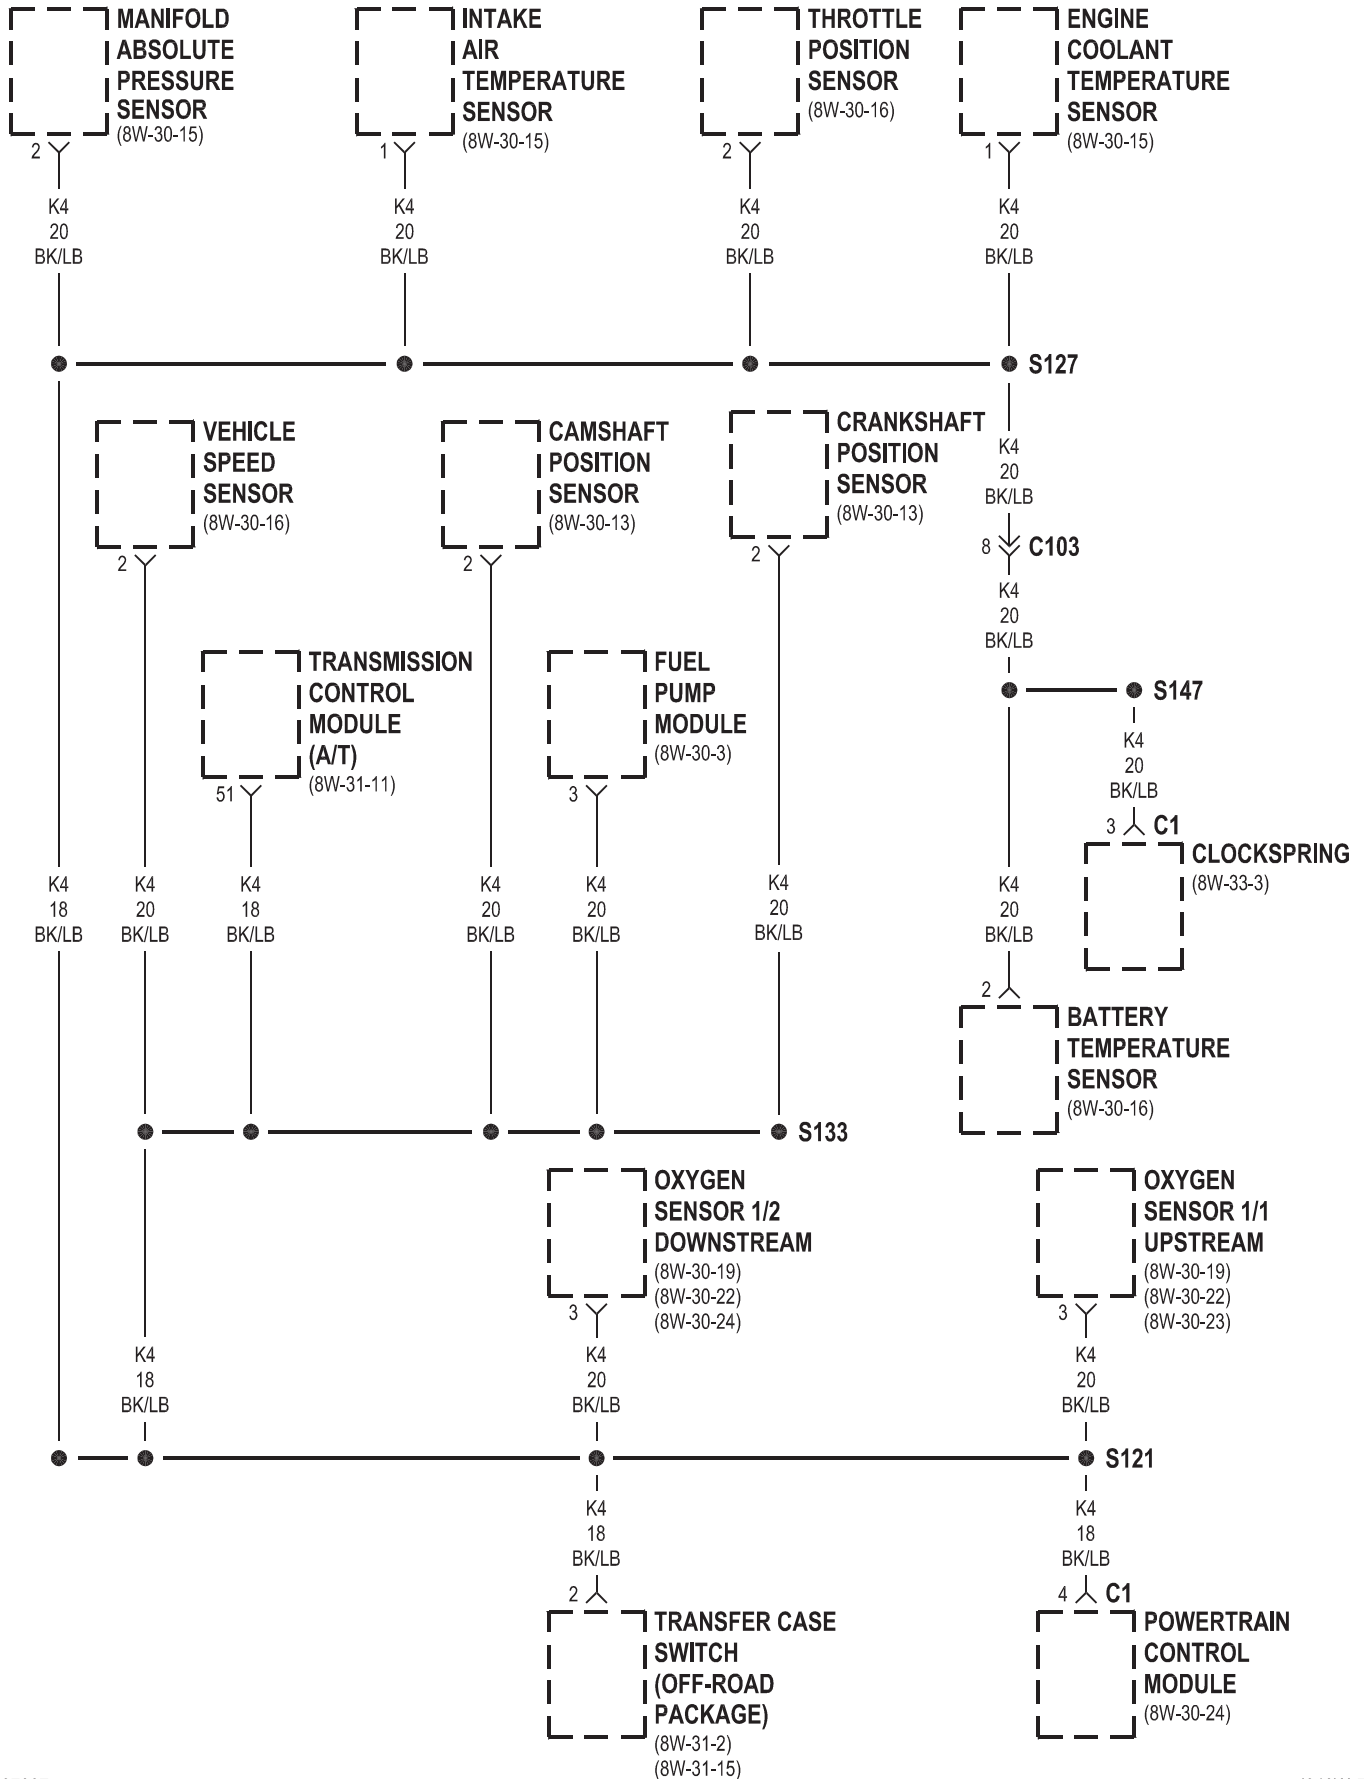 MANIFOLD
ABSOLUTE
PRESSURE
SENSOR
(8W-30-15)
2
K4
20
BK/LB
INTAKE
AIR
TEMPERATURE
SENSOR
(8W-30-15)
1
K4
20
BK/LB
THROTTLE
POSITION
SENSOR
(8W-30-16)
2
K4
20
BK/LB
ENGINE
COOLANT
TEMPERATURE
SENSOR
(8W-30-15)
1
K4
20
BK/LB
S127
VEHICLE
SPEED
SENSOR
(8W-30-16)
2
CAMSHAFT
POSITION
SENSOR
(8W-30-13)
2
CRANKSHAFT
POSITION
SENSOR
(8W-30-13)
2
K4
20
BK/LB
8
C103
K4
20
BK/LB
TRANSMISSION
CONTROL
MODULE
(A/T)
(8W-31-11)
51
FUEL
PUMP
MODULE
(8W-30-3)
3
S147
K4
20
BK/LB
3
C1
CLOCKSPRING
(8W-33-3)
K4
18
BK/LB
K4
20
BK/LB
K4
18
BK/LB
K4
20
BK/LB
K4
20
BK/LB
K4
20
BK/LB
K4
20
BK/LB
2
BATTERY
TEMPERATURE
SENSOR
(8W-30-16)
S133
OXYGEN
SENSOR 1/2
DOWNSTREAM
(8W-30-19)
(8W-30-22)
(8W-30-24)
3
OXYGEN
SENSOR 1/1
UPSTREAM
(8W-30-19)
(8W-30-22)
(8W-30-23)
3
K4
18
BK/LB
K4
20
BK/LB
K4
20
BK/LB
S121
K4
18
BK/LB
K4
18
BK/LB
2
TRANSFER CASE
SWITCH
(OFF-ROAD
PACKAGE)
(8W-31-2)
(8W-31-15)
4
C1
POWERTRAIN
CONTROL
MODULE
(8W-30-24)